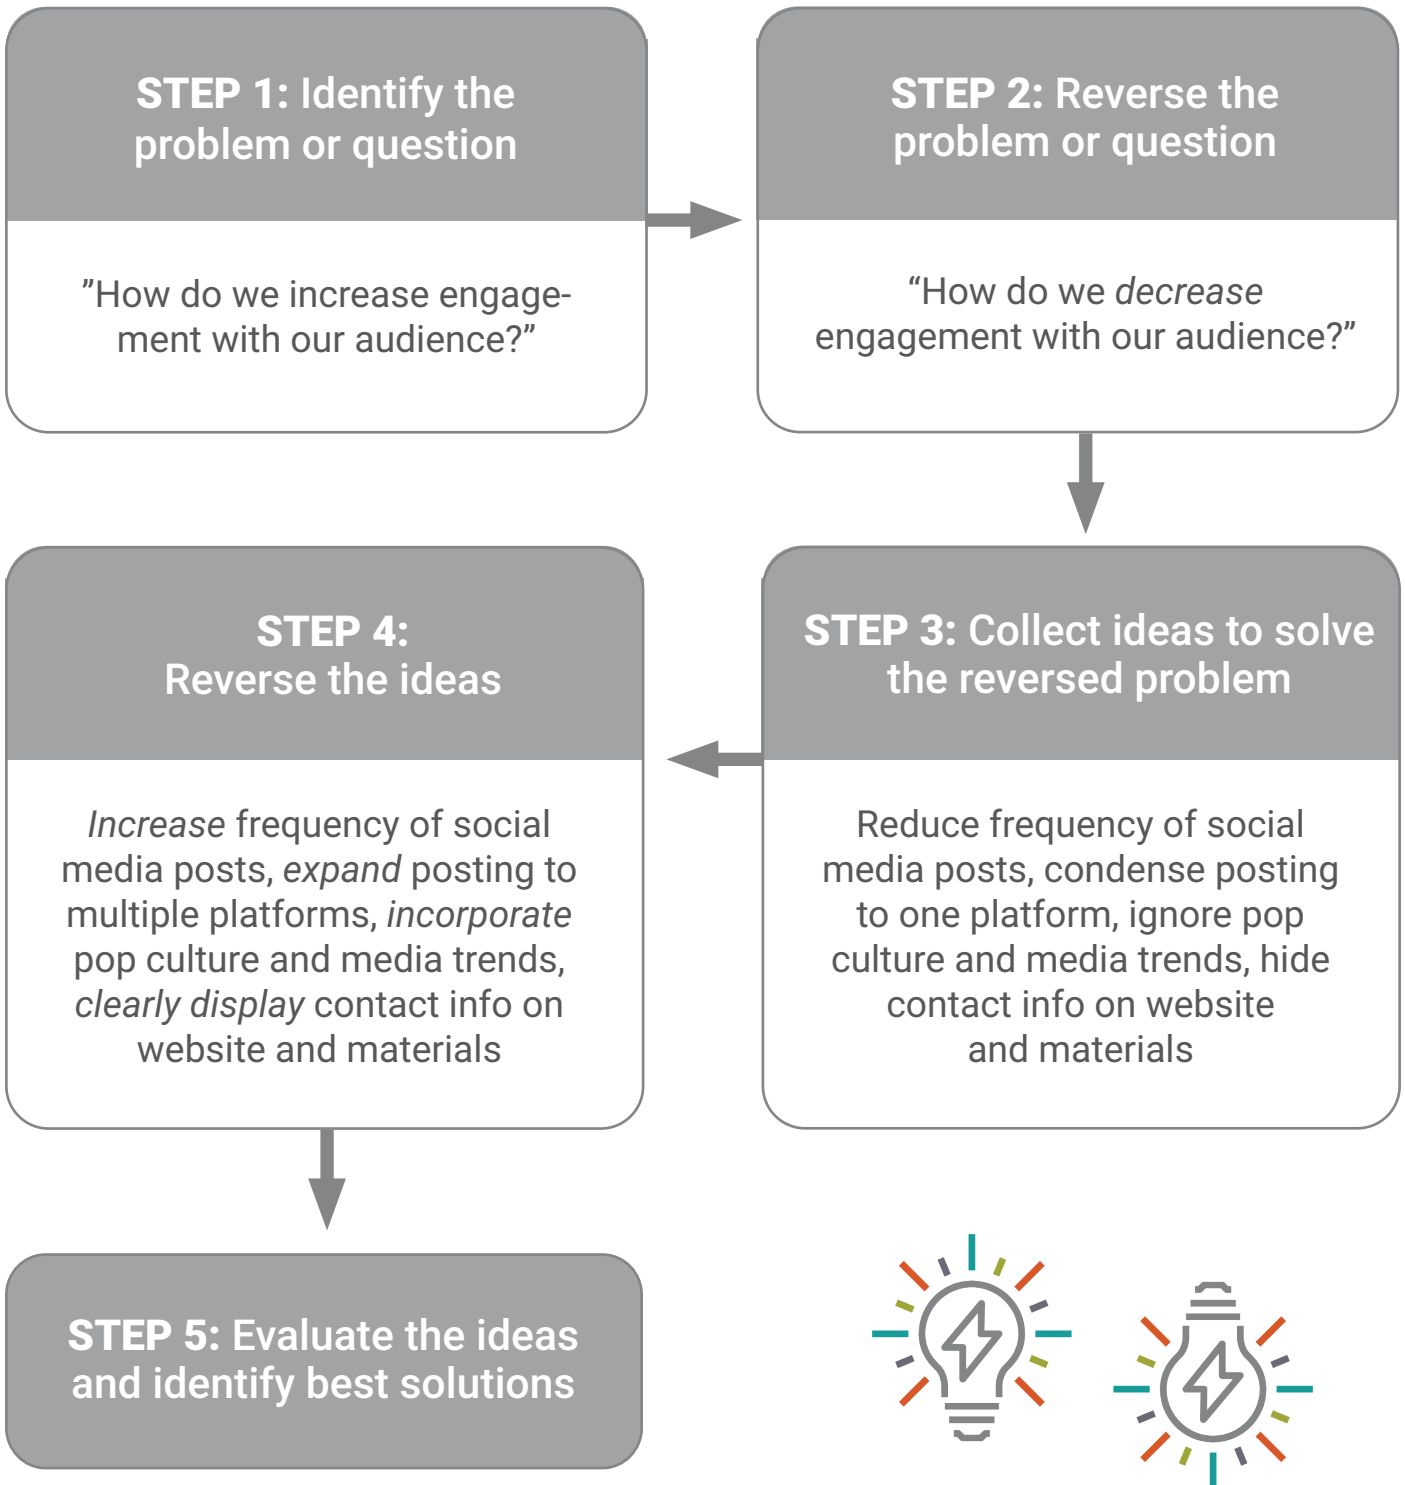 STEP 1: Identify the
problem or question
”How do we increase engage-
ment with our audience?”
STEP 2: Reverse the
problem or question
“How do we decrease
engagement with our audience?”
STEP 3: Collect ideas to solve
the reversed problem
Reduce frequency of social
media posts, condense posting
to one platform, ignore pop
culture and media trends, hide
contact info on website
and materials
STEP 4:
Reverse the ideas
Increase frequency of social
media posts, expand posting to
multiple platforms, incorporate
pop culture and media trends,
clearly display contact info on
website and materials
STEP 5: Evaluate the ideas
and identify best solutions